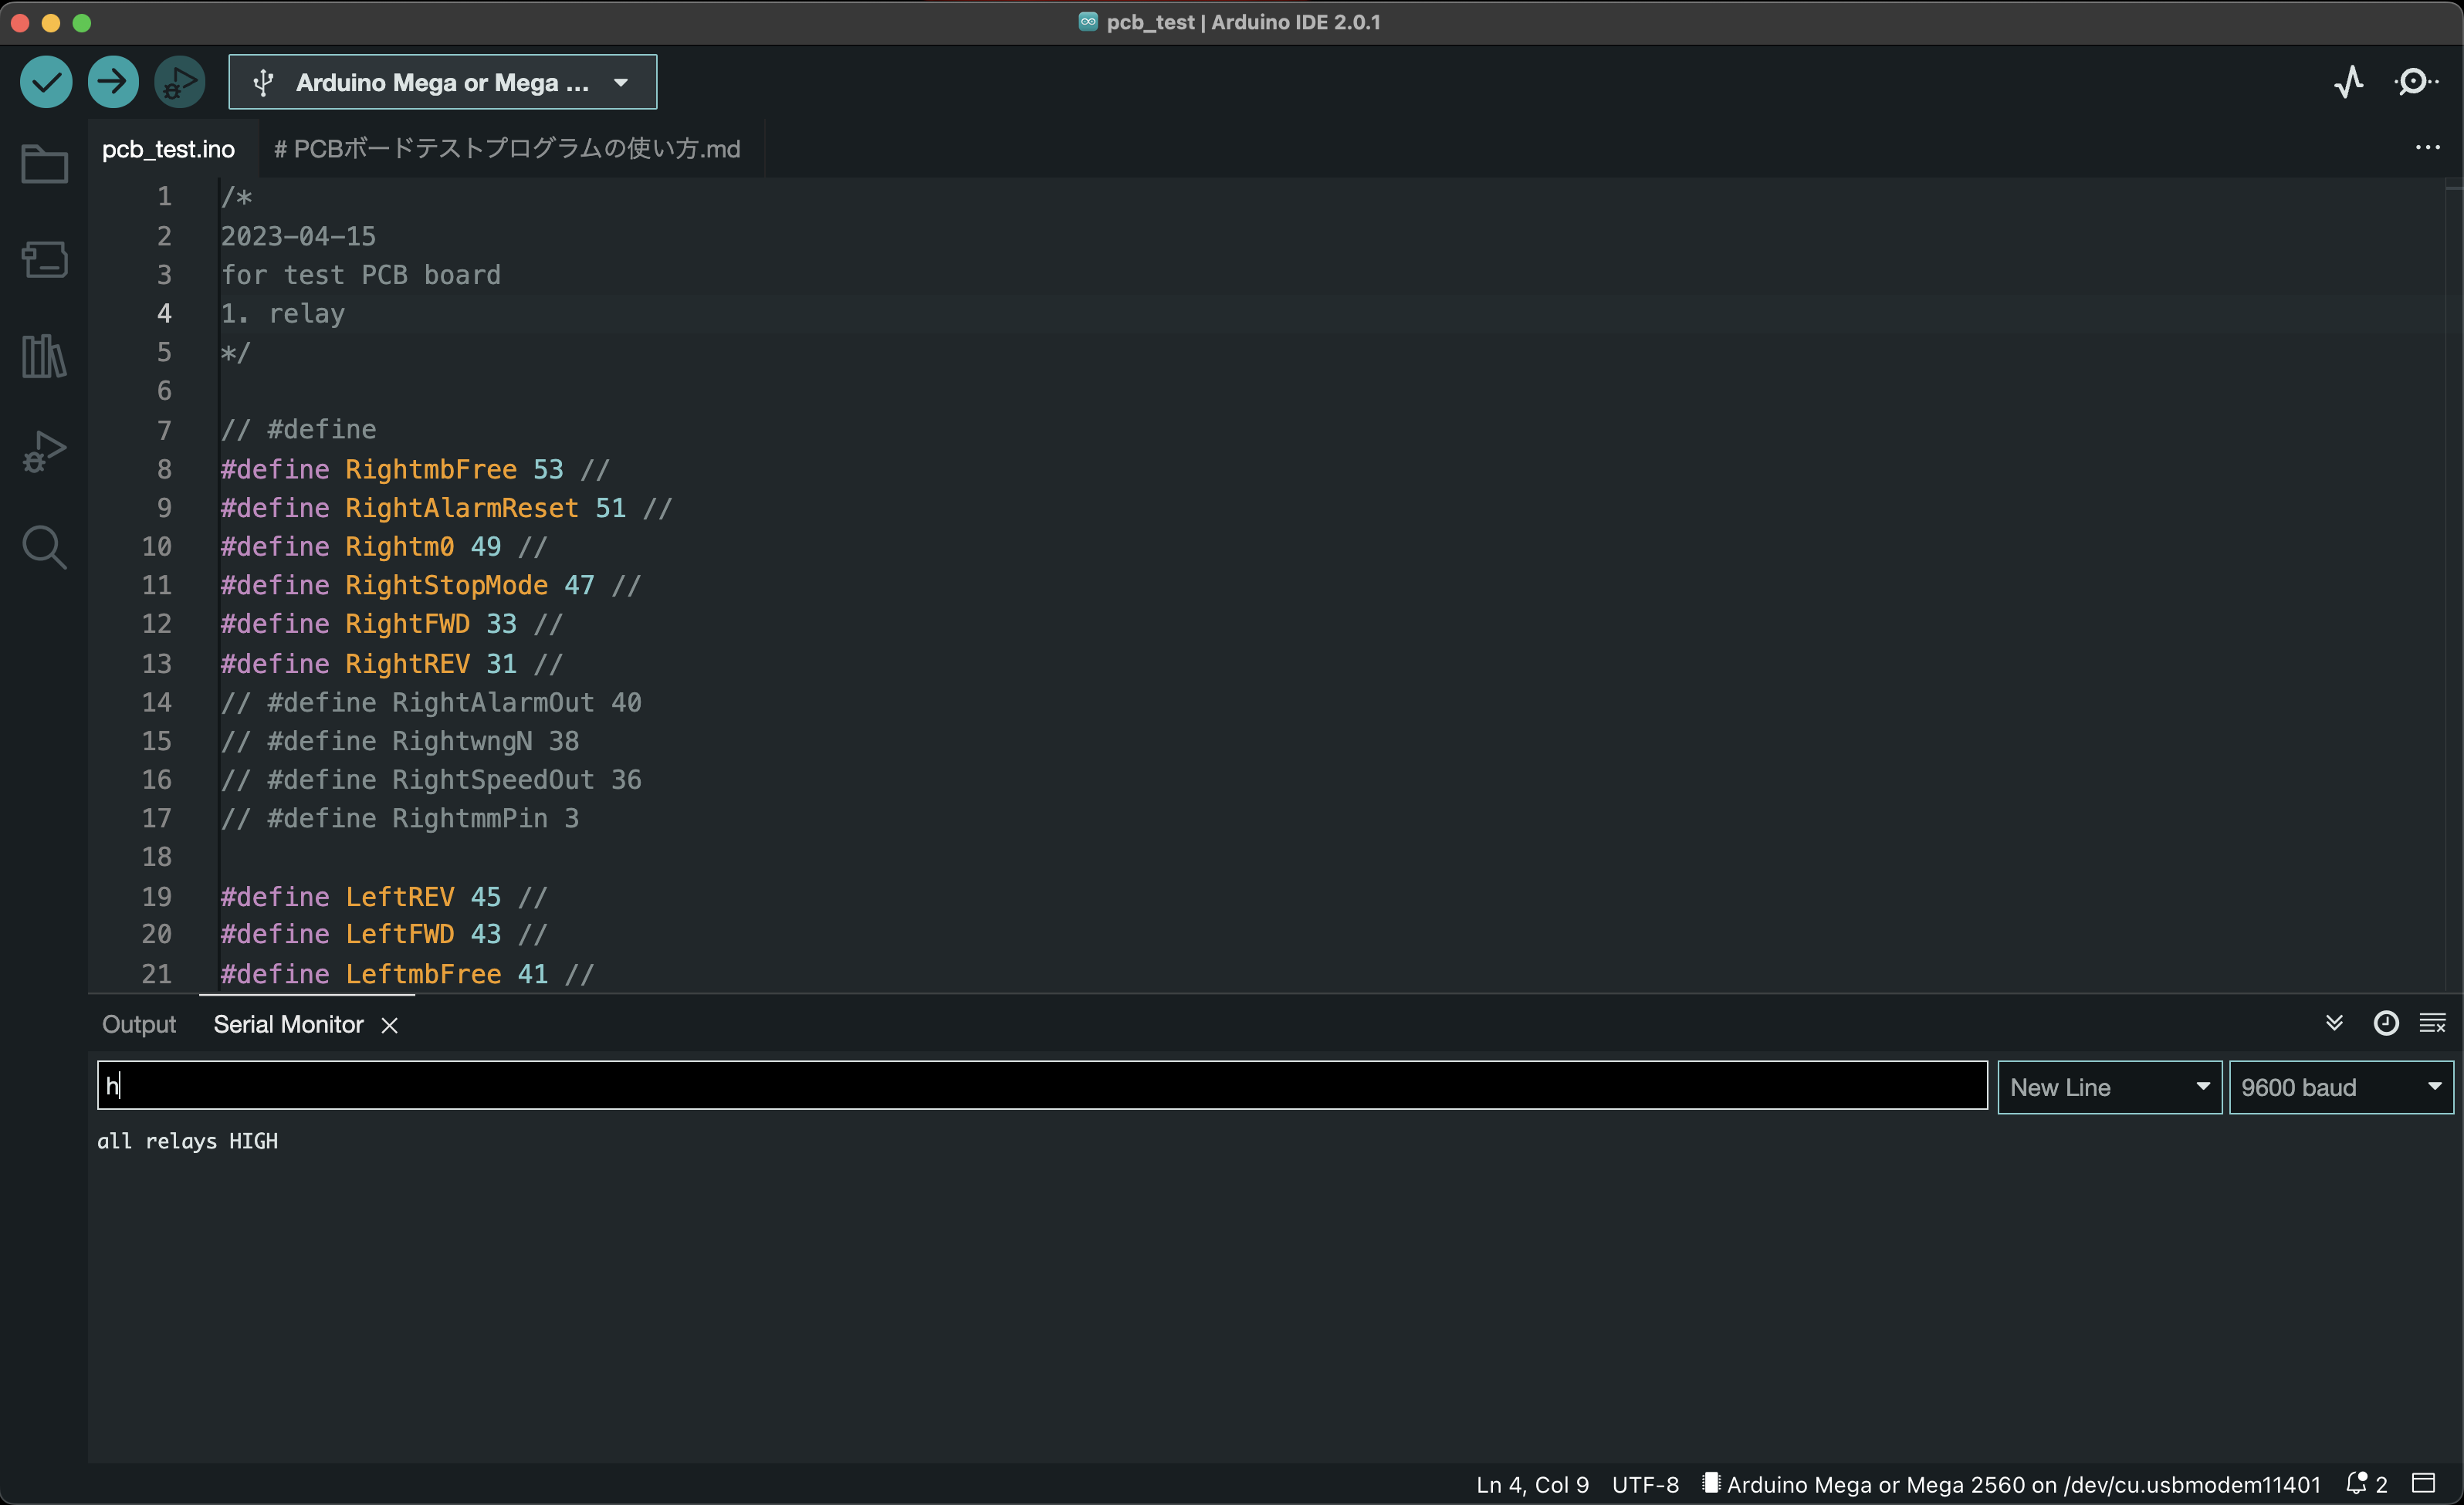 pcb_test | Arduino IDE 2.0.1
Arduino Mega or Mega ...
pcb_test.ino
# PCBボードテストプログラムの使い方.md
1 /*
2 2023-04-15
3 for test PCB board
4 1. relay
5 */
6
7 // #define
8 #define RightmbFree 53 //
9 #define RightAlarmReset 51 //
10 #define Rightm0 49 //
11 #define RightStopMode 47 //
12 #define RightFWD 33 //
13 #define RightREV 31 //
14 // #define RightAlarmOut 40
15 // #define RightwngN 38
16 // #define RightSpeedOut 36
17 // #define RightmmPin 3
18
19 #define LeftREV 45 //
20 #define LeftFWD 43 //
21 #define LeftmbFree 41 //
Output Serial Monitor
h
New Line
9600 baud
all relays HIGH
Ln 4, Col 9 UTF-8 Arduino Mega or Mega 2560 on /dev/cu.usbmodem11401 2